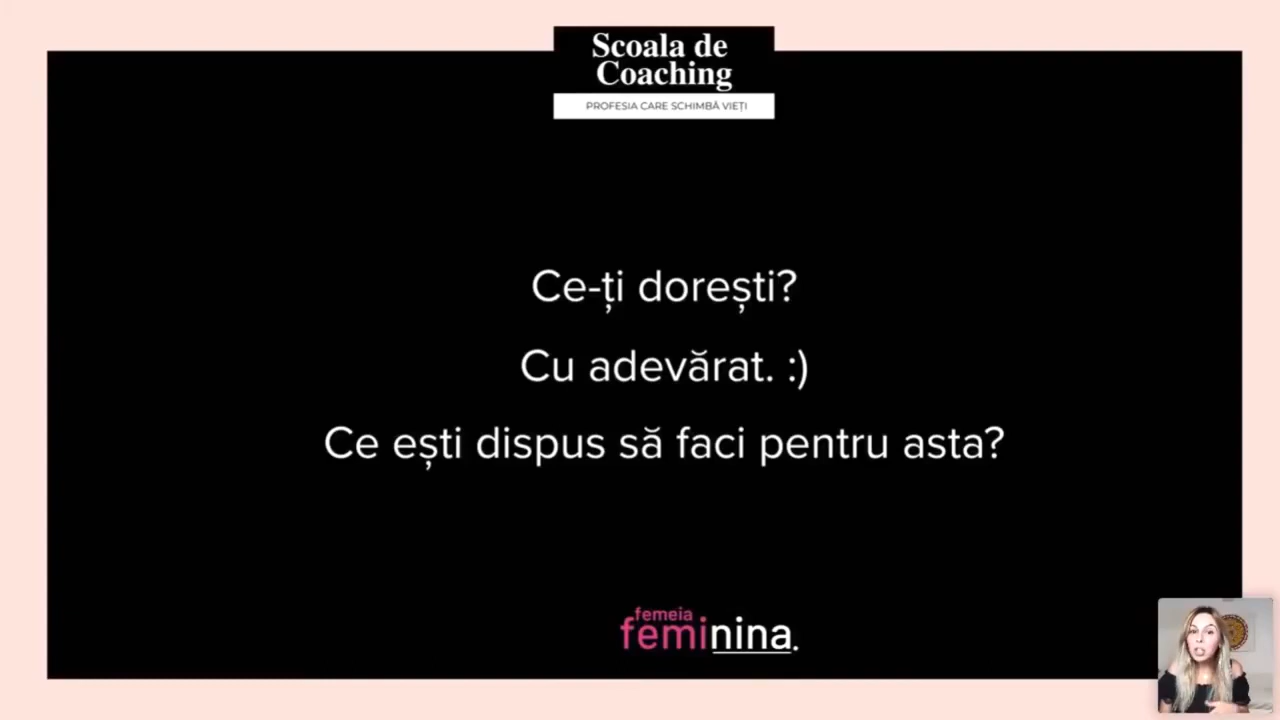 Scoala de
Coaching
PROFESIA CARE SCHIMBĂ VIEȚI
Ce-ți dorești?
Cu adevărat. :)
Ce ești dispus să faci pentru asta?
femeia
feminina.